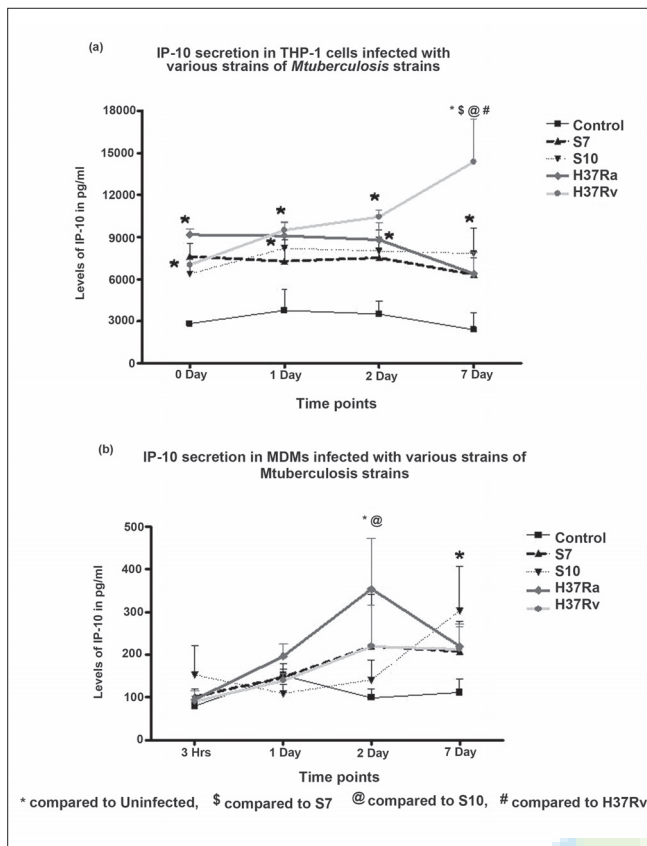 (a)
IP-10 secretion in THP-1 cells infected with
various strains of Mtuberculosis strains
* $ @ #
18000
15000
12000
9000
6000
3000
0
Levels of IP-10 in pg/ml
*
*
*
*
*
*
*
Control
S7
S10
H37Ra
H37Rv
0 Day
1 Day
2 Day
7 Day
Time points
(b)
IP-10 secretion in MDMs infected with various strains of
Mtuberculosis strains
* @
*
500
400
300
200
100
0
Levels of IP-10 in pg/ml
Control
S7
S10
H37Ra
H37Rv
3 Hrs
1 Day
2 Day
7 Day
Time points
* compared to Uninfected, $ compared to S7 @ compared to S10, # compared to H37Rv